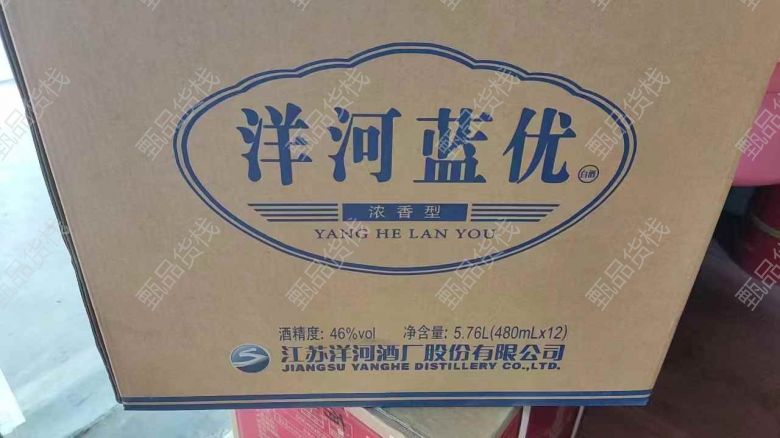 洋河蓝优 白酒
浓香型
YANG HE LAN YOU
酒精度: 46%vol 净含量: 5.76L(480mLx12)
江苏洋河酒厂股份有限公司
JIANGSU YANGHE DISTILLERY CO.,LTD.
甄品货栈